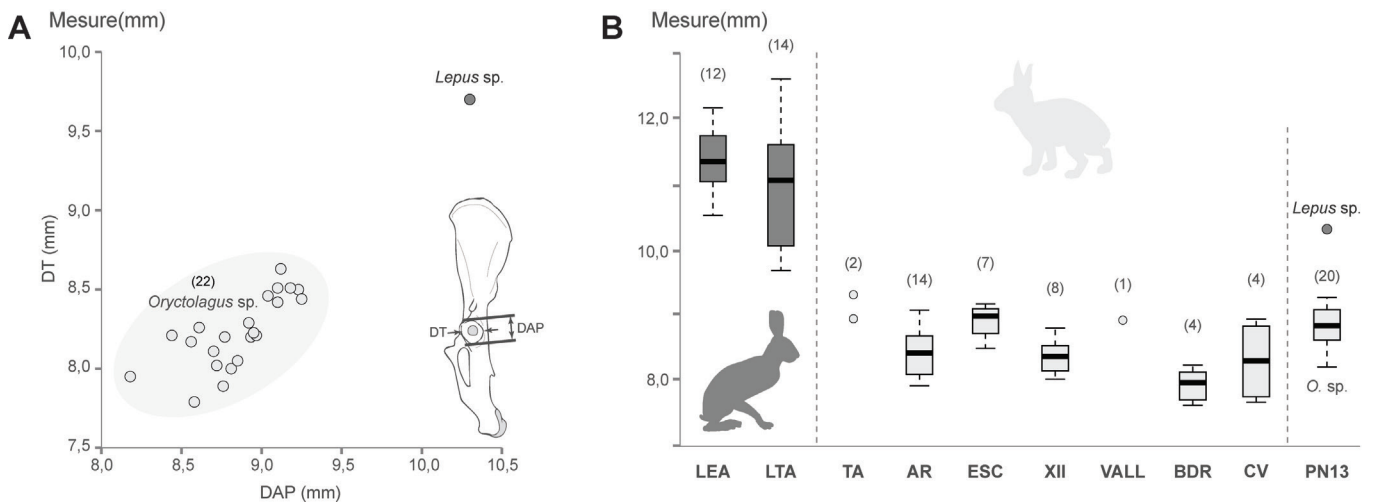 A
Mesure(mm)
10,0
9,5
9,0
8,5
8,0
7,5
DT (mm)
8,0 8,5 9,0 9,5 10,0 10,5
DAP (mm)
Lepus sp.
(22)
Oryctolagus sp.
DT
DAP
B
Mesure(mm)
12,0
10,0
8,0
(12)
(14)
(2)
(14)
(7)
(8)
(1)
(4)
(4)
Lepus sp.
(20)
O. sp.
LEA LTA TA AR ESC XII VALL BDR CV PN13